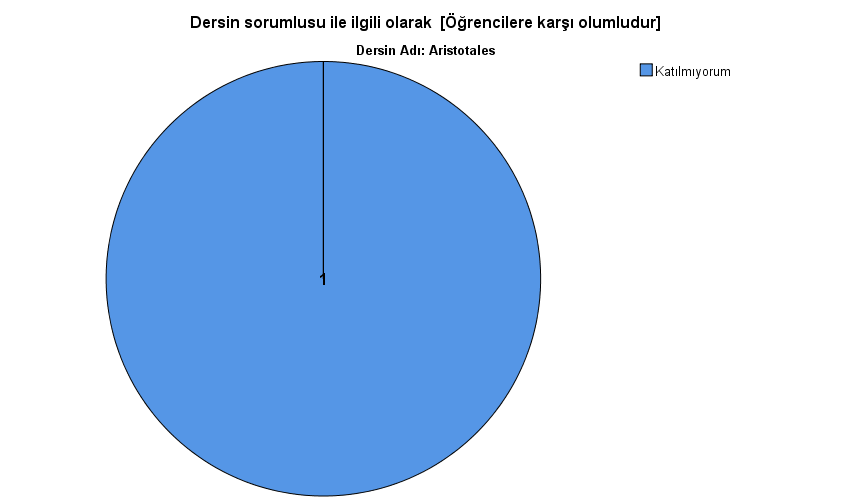 Dersin sorumlusu ile ilgili olarak [Öğrencilere karşı olumludur]
Dersin Adı: Aristotales
Katılmıyorum
1